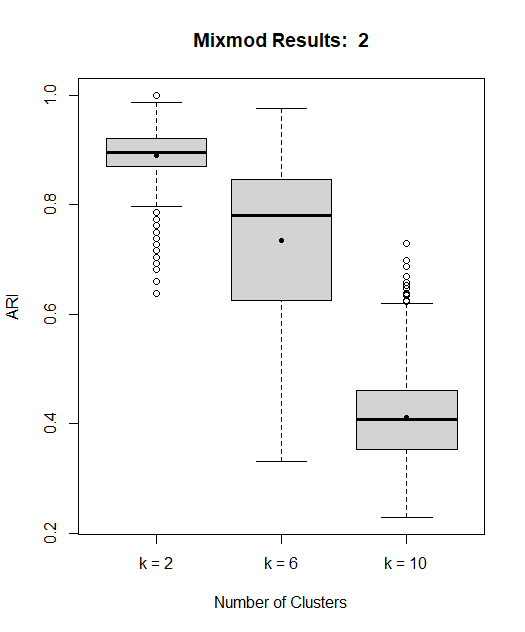 Mixmod Results:  2
ARI
1.0
0.8
0.6
0.4
0.2
k = 2
k = 6
k = 10
Number of Clusters